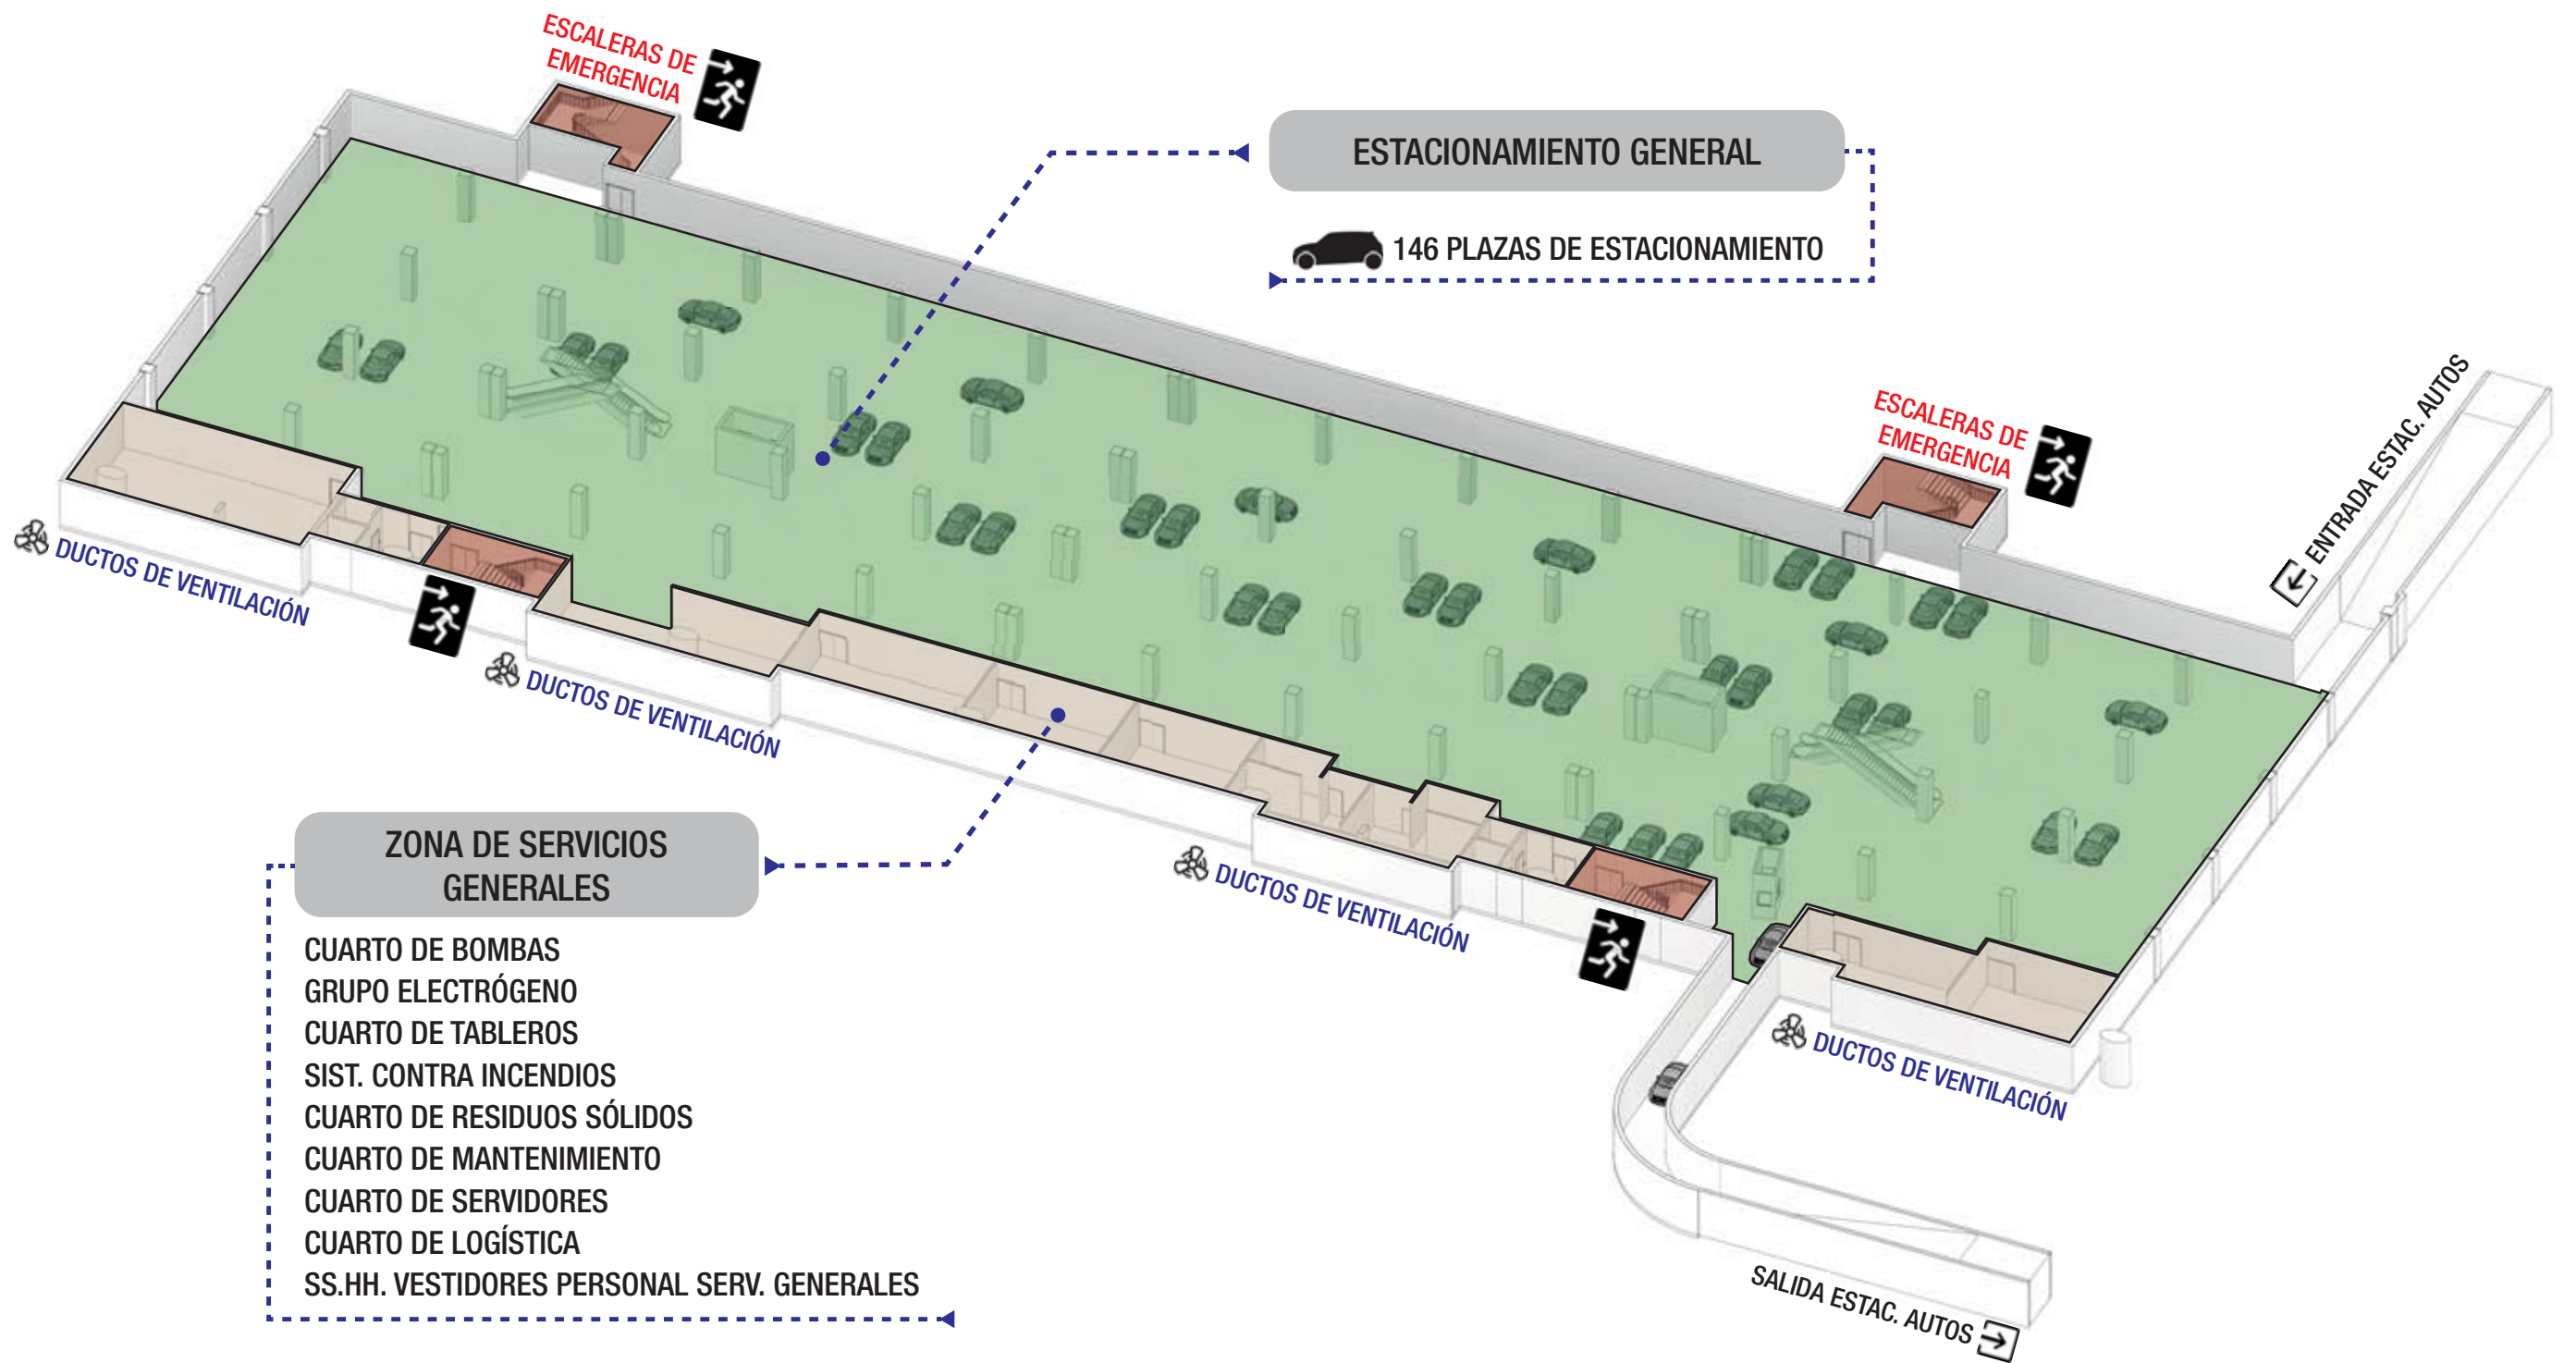 ESCALERAS DE
EMERGENCIA
ESTACIONAMIENTO GENERAL
146 PLAZAS DE ESTACIONAMIENTO
ESCALERAS DE
EMERGENCIA
ENTRADA ESTAC. AUTOS
DUCTOS DE VENTILACIÓN
DUCTOS DE VENTILACIÓN
ZONA DE SERVICIOS
GENERALES
CUARTO DE BOMBAS
GRUPO ELECTRÓGENO
CUARTO DE TABLEROS
SIST. CONTRA INCENDIOS
CUARTO DE RESIDUOS SÓLIDOS
CUARTO DE MANTENIMIENTO
CUARTO DE SERVIDORES
CUARTO DE LOGÍSTICA
SS.HH. VESTIDORES PERSONAL SERV. GENERALES
DUCTOS DE VENTILACIÓN
DUCTOS DE VENTILACIÓN
SALIDA ESTAC. AUTOS